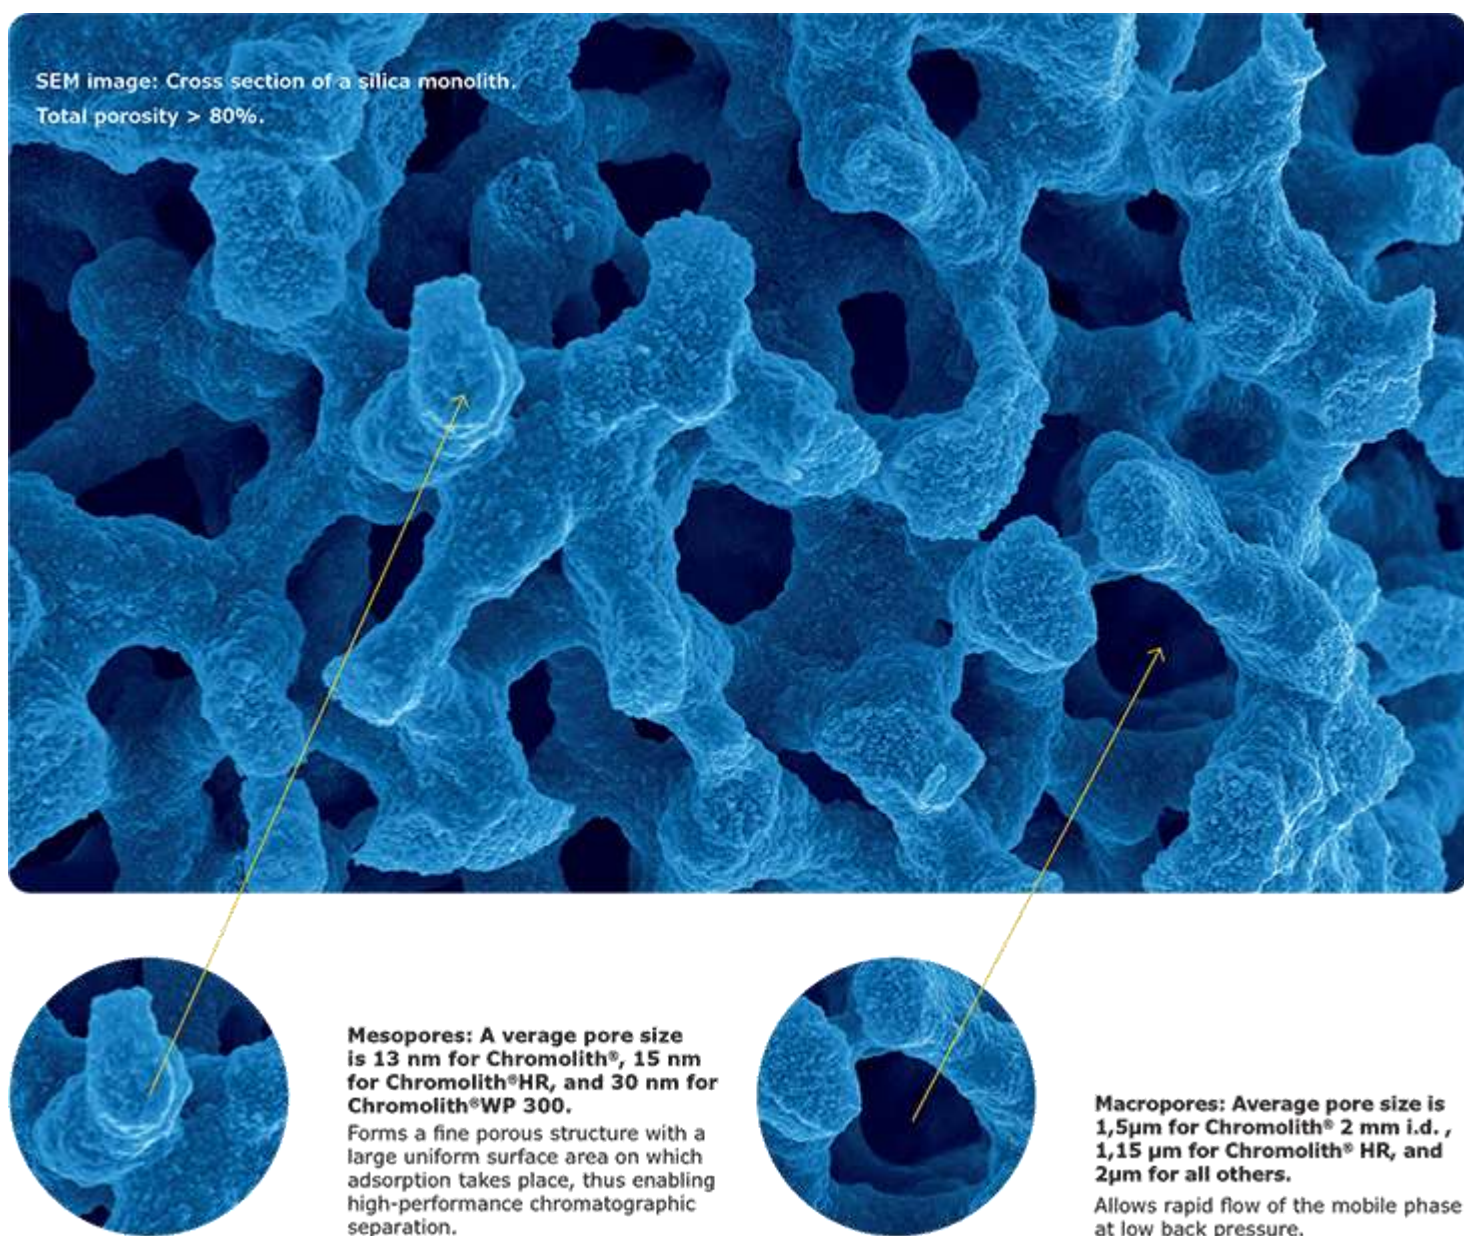 SEM image: Cross section of a silica monolith.
Total porosity > 80%.
Mesopores: A verage pore size
is 13 nm for Chromolith®, 15 nm
for Chromolith®HR, and 30 nm for
Chromolith®WP 300.
Forms a fine porous structure with a
large uniform surface area on which
adsorption takes place, thus enabling
high-performance chromatographic
separation.
Macropores: Average pore size is
1,5µm for Chromolith® 2 mm i.d. ,
1,15 µm for Chromolith® HR, and
2µm for all others.
Allows rapid flow of the mobile phase
at low back pressure.